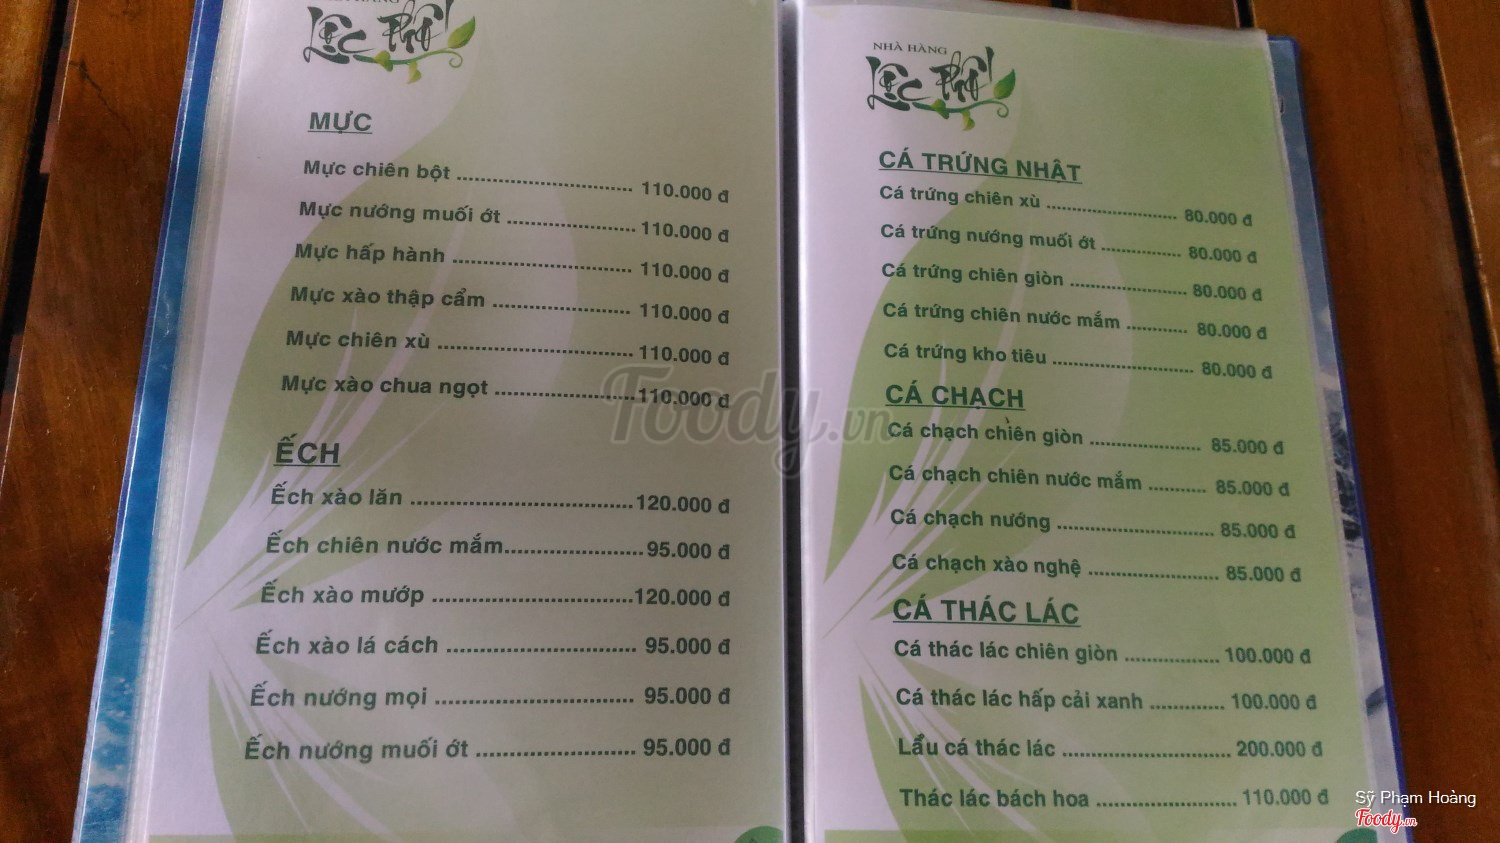 Lộc Phố
MỰC
Mực chiên bột ........ 110.000 đ
Mực nướng muối ớt ........ 110.000 đ
Mực hấp hành ........ 110.000 đ
Mực xào thập cẩm ........ 110.000 đ
Mực chiên xù ........ 110.000 đ
Mực xào chua ngọt ........ 110.000 đ
ẾCH
Ếch xào lăn ........ 120.000 đ
Ếch chiên nước mắm ........ 95.000 đ
Ếch xào mướp ........ 120.000 đ
Ếch xào lá cách ........ 95.000 đ
Ếch nướng mọi ........ 95.000 đ
Ếch nướng muối ớt ........ 95.000 đ
NHÀ HÀNG
Lộc Phố
CÁ TRỨNG NHẬT
Cá trứng chiên xù ........ 80.000 đ
Cá trứng nướng muối ớt ........ 80.000 đ
Cá trứng chiên giòn ........ 80.000 đ
Cá trứng chiên nước mắm ........ 80.000 đ
Cá trứng kho tiêu ........ 80.000 đ
CÁ CHẠCH
Cá chạch chiên giòn ........ 85.000 đ
Cá chạch chiên nước mắm ........ 85.000 đ
Cá chạch nướng ........ 85.000 đ
Cá chạch xào nghệ ........ 85.000 đ
CÁ THÁC LÁC
Cá thác lác chiên giòn ........ 100.000 đ
Cá thác lác hấp cải xanh ........ 100.000 đ
Lẩu cá thác lác ........ 200.000 đ
Thác lác bách hoa ........ 110.000 đ
Foody.vn
Sỹ Phạm Hoàng
Foody.vn